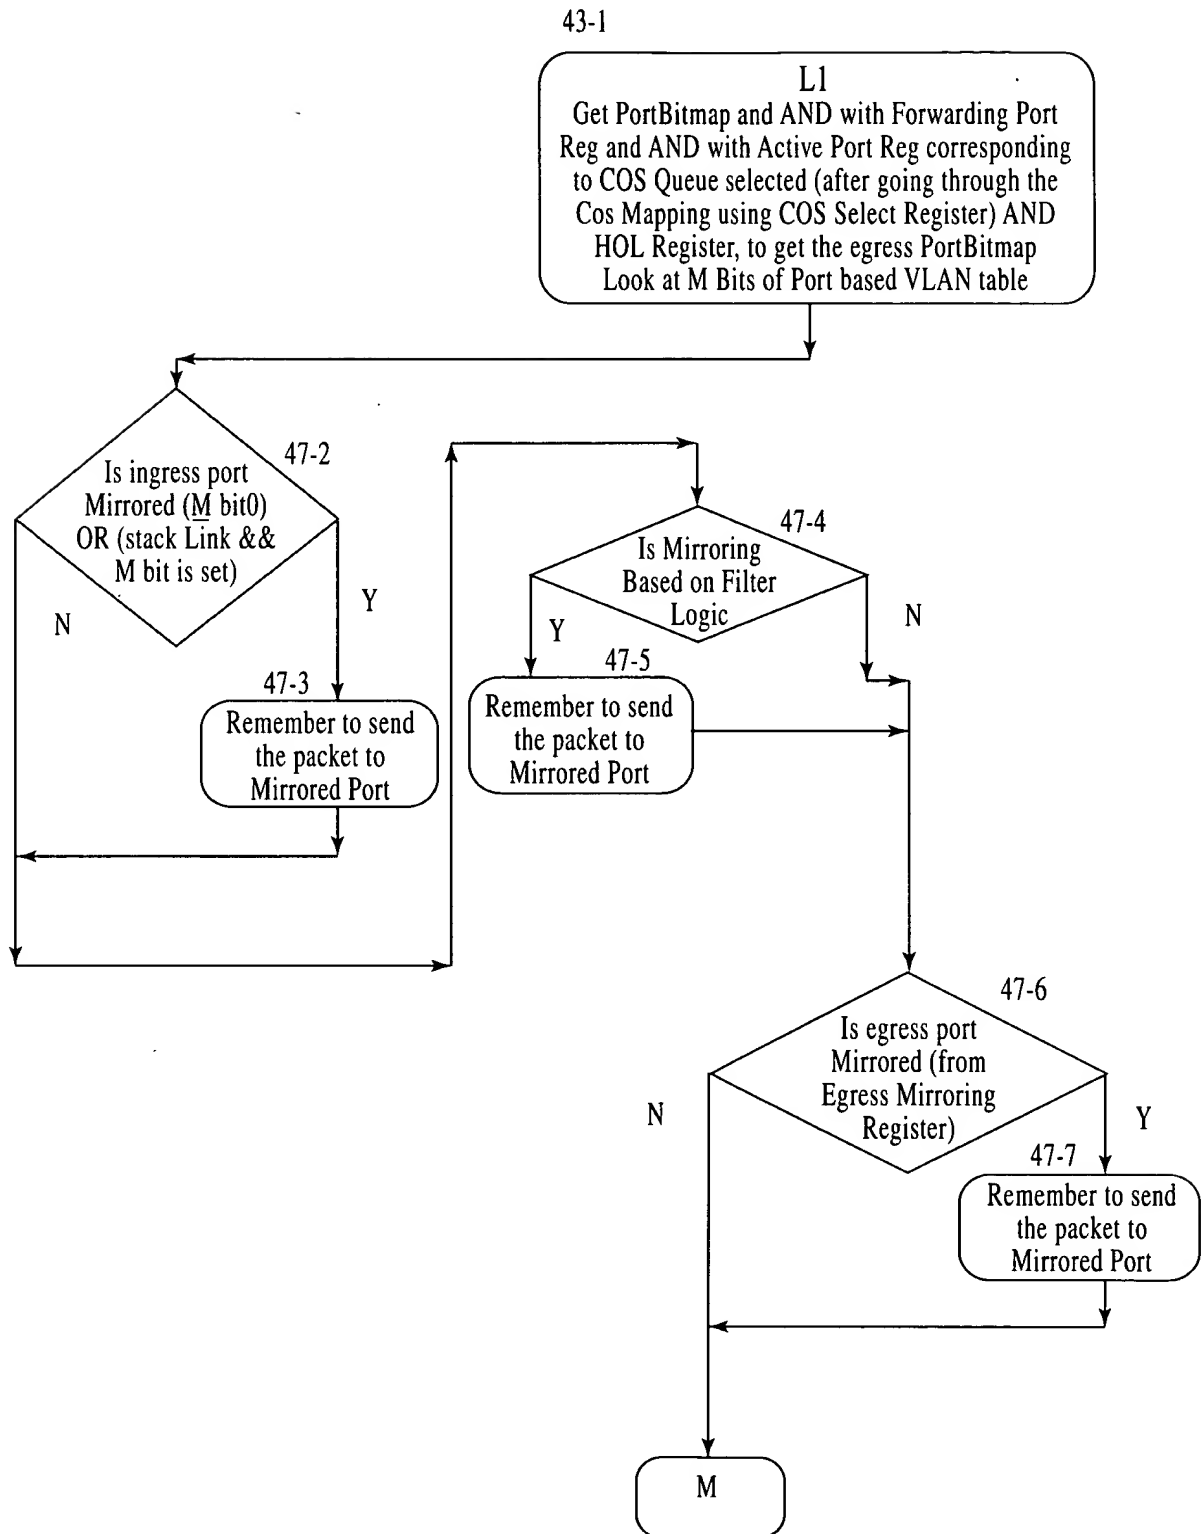 43-1
L1
Get PortBitmap and AND with Forwarding Port
Reg and AND with Active Port Reg corresponding
to COS Queue selected (after going through the
Cos Mapping using COS Select Register) AND
HOL Register, to get the egress PortBitmap
Look at M Bits of Port based VLAN table
47-2
Is ingress port
Mirrored (M bit0)
OR (stack Link &&
M bit is set)
N
Y
47-3
Remember to send
the packet to
Mirrored Port
47-4
Is Mirroring
Based on Filter
Logic
Y
N
47-5
Remember to send
the packet to
Mirrored Port
47-6
Is egress port
Mirrored (from
Egress Mirroring
Register)
N
Y
47-7
Remember to send
the packet to
Mirrored Port
M